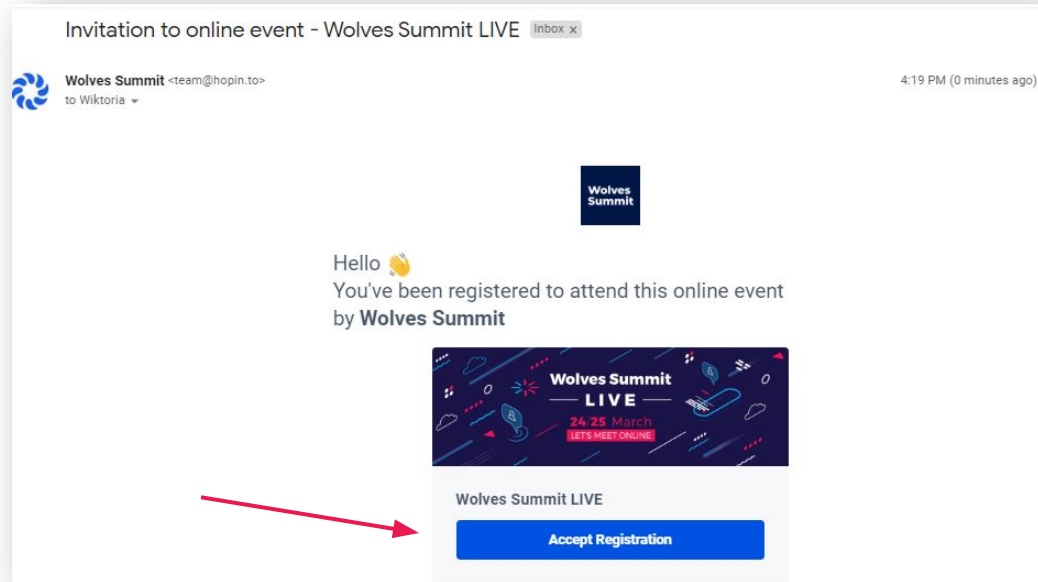 Invitation to online event - Wolves Summit LIVE Inbox x
Wolves Summit <team@hopin.to> 4:19 PM (0 minutes ago)
to Wiktoria
Wolves
Summit
Hello 👋
You've been registered to attend this online event
by Wolves Summit
Wolves Summit
LIVE
24/25 March
LET'S MEET ONLINE
Wolves Summit LIVE
Accept Registration